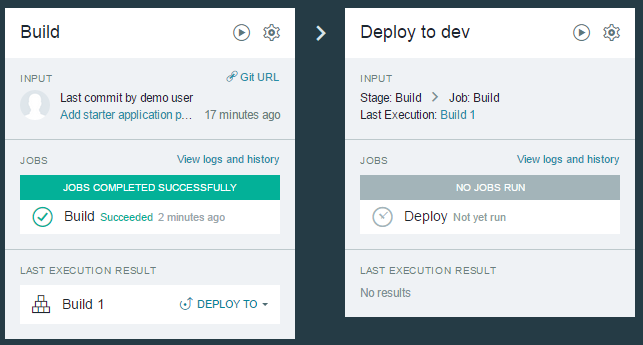 Build
INPUT
Git URL
Last commit by demo user
Add starter application p...
17 minutes ago
JOBS
View logs and history
JOBS COMPLETED SUCCESSFULLY
Build Succeeded 2 minutes ago
LAST EXECUTION RESULT
Build 1
DEPLOY TO
Deploy to dev
INPUT
Stage: Build > Job: Build
Last Execution: Build 1
JOBS
View logs and history
NO JOBS RUN
Deploy Not yet run
LAST EXECUTION RESULT
No results